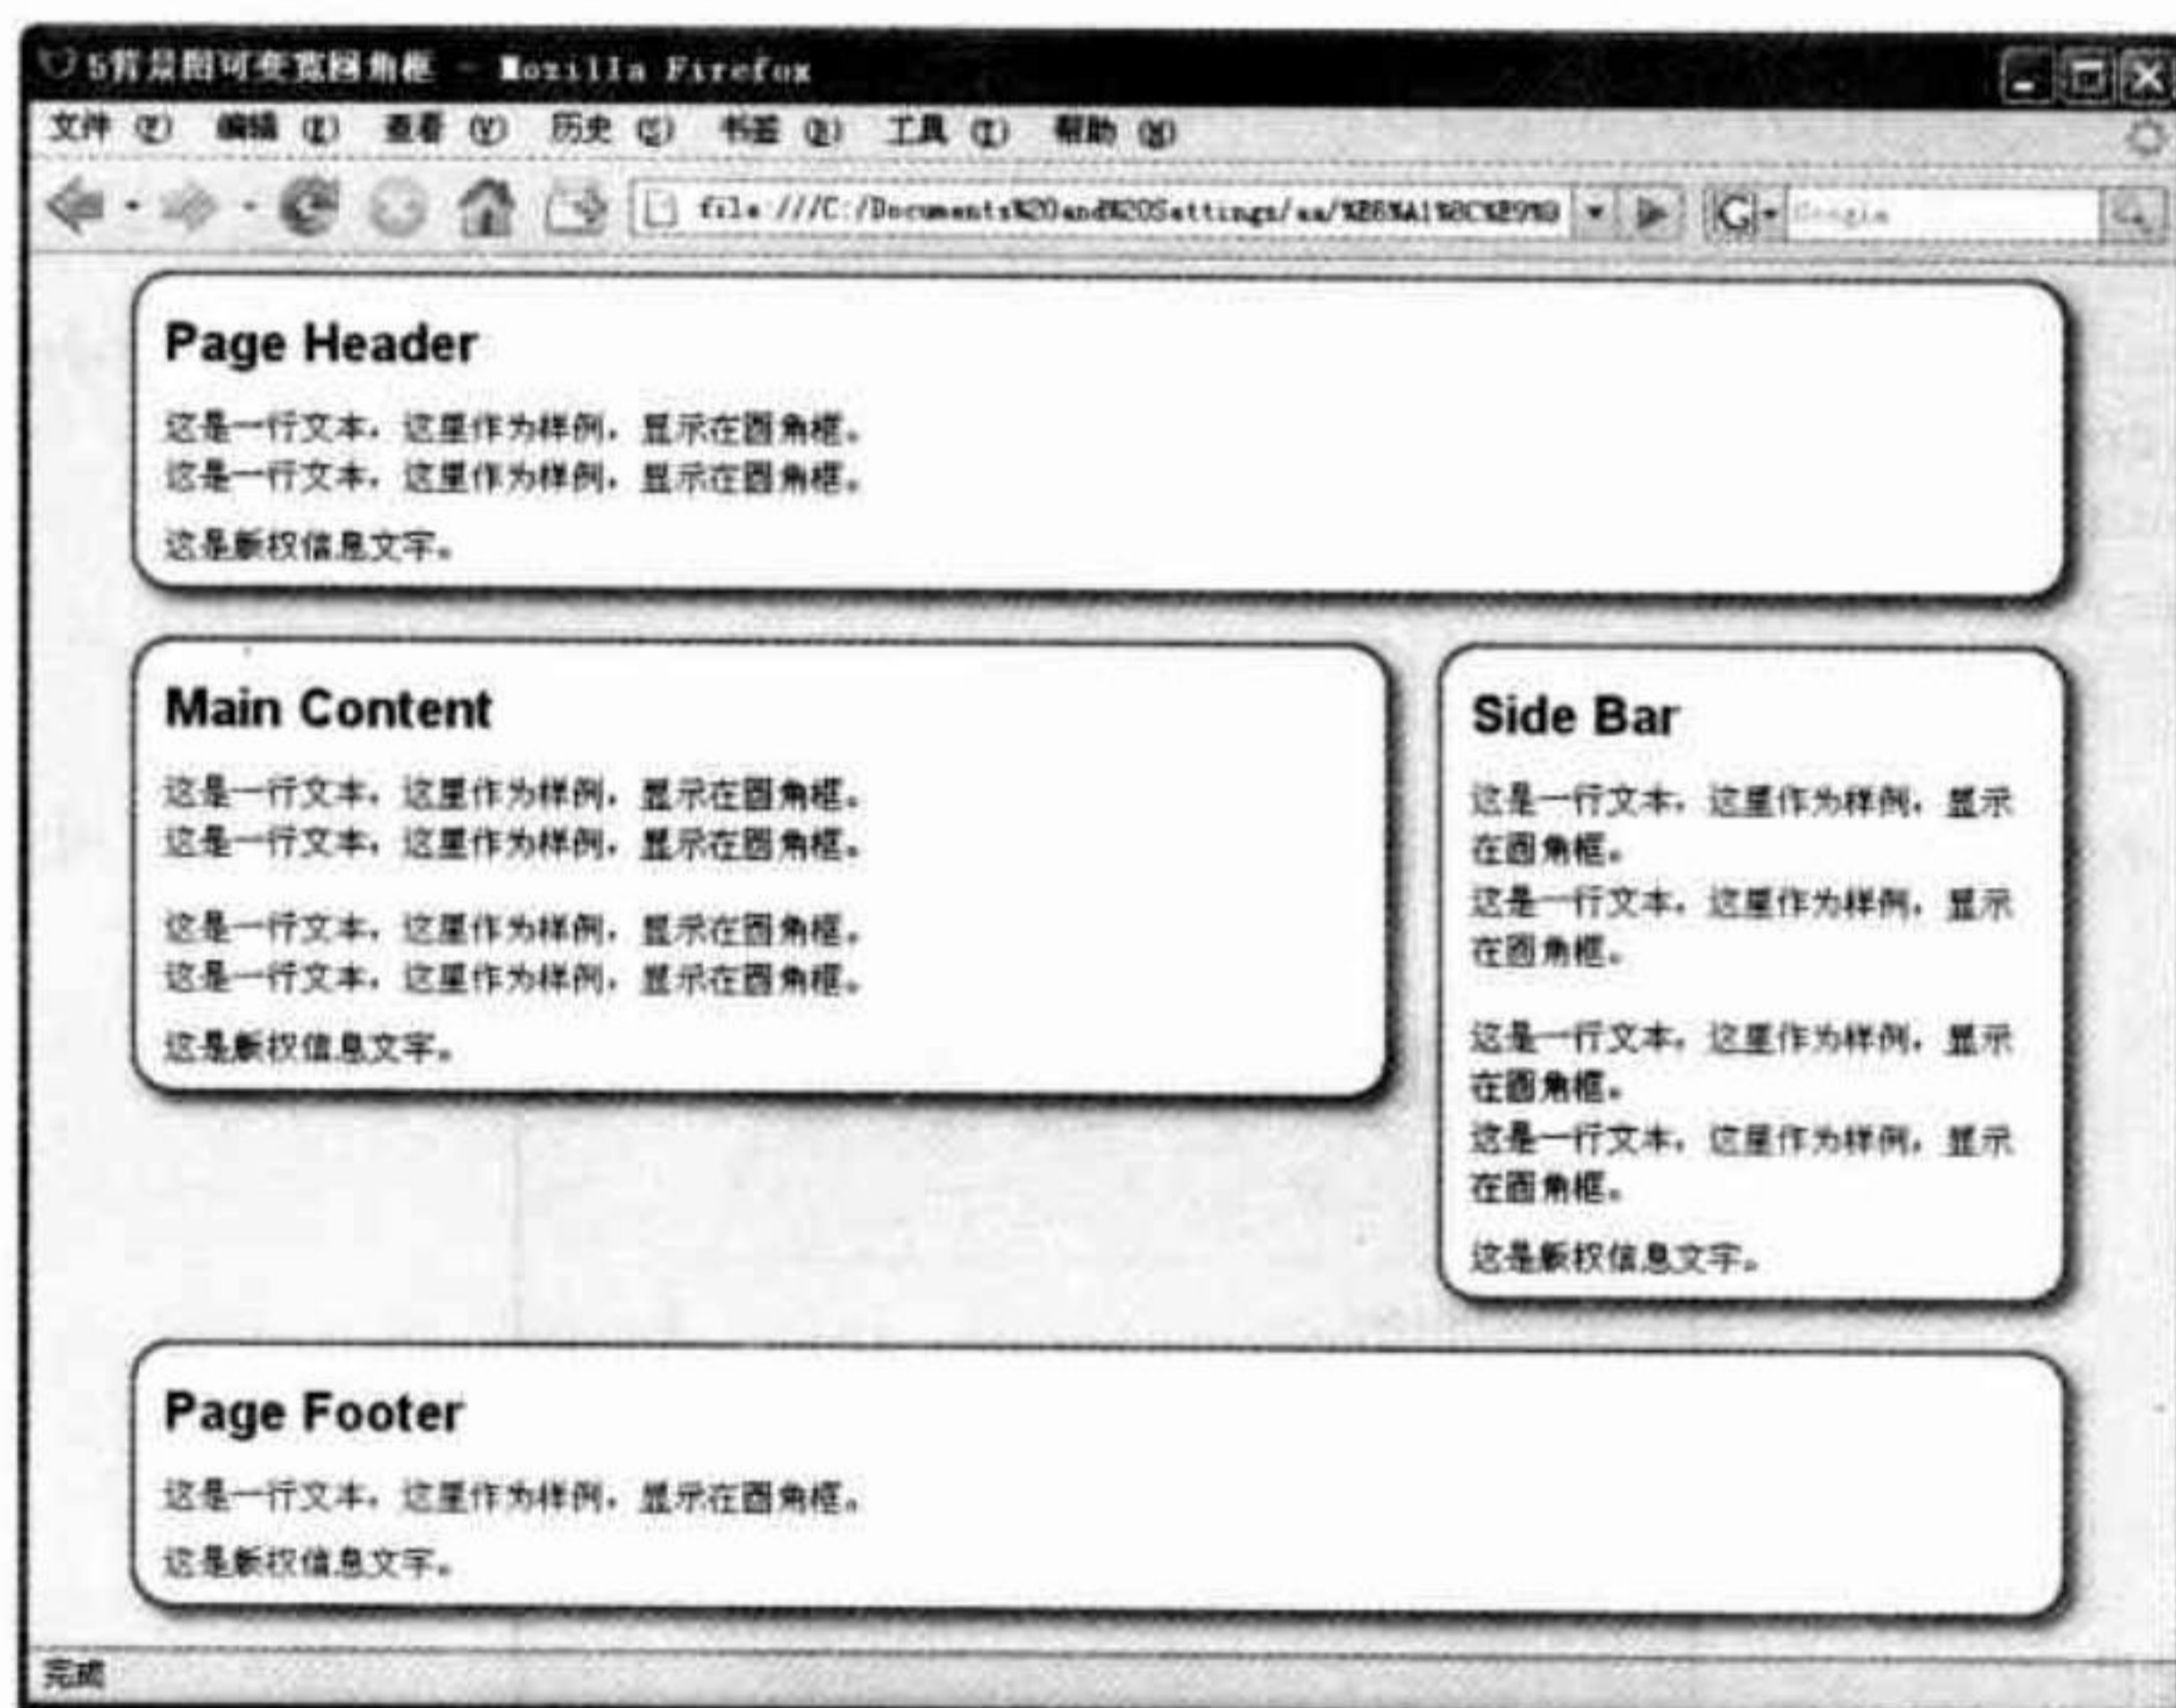 5背景图可变宽圆角框 - Mozilla Firefox
文件 (F) 编辑 (E) 查看 (V) 历史 (S) 书签 (B) 工具 (T) 帮助 (H)
file:///C:/Documents%20and%20Settings/aa/ Google
Page Header
这是一行文本，这里作为样例，显示在圆角框。
这是一行文本，这里作为样例，显示在圆角框。
这是版权信息文字。
Main Content
这是一行文本，这里作为样例，显示在圆角框。
这是一行文本，这里作为样例，显示在圆角框。
这是一行文本，这里作为样例，显示在圆角框。
这是一行文本，这里作为样例，显示在圆角框。
这是版权信息文字。
Side Bar
这是一行文本，这里作为样例，显示
在圆角框。
这是一行文本，这里作为样例，显示
在圆角框。
这是一行文本，这里作为样例，显示
在圆角框。
这是一行文本，这里作为样例，显示
在圆角框。
这是版权信息文字。
Page Footer
这是一行文本，这里作为样例，显示在圆角框。
这是版权信息文字。
完成